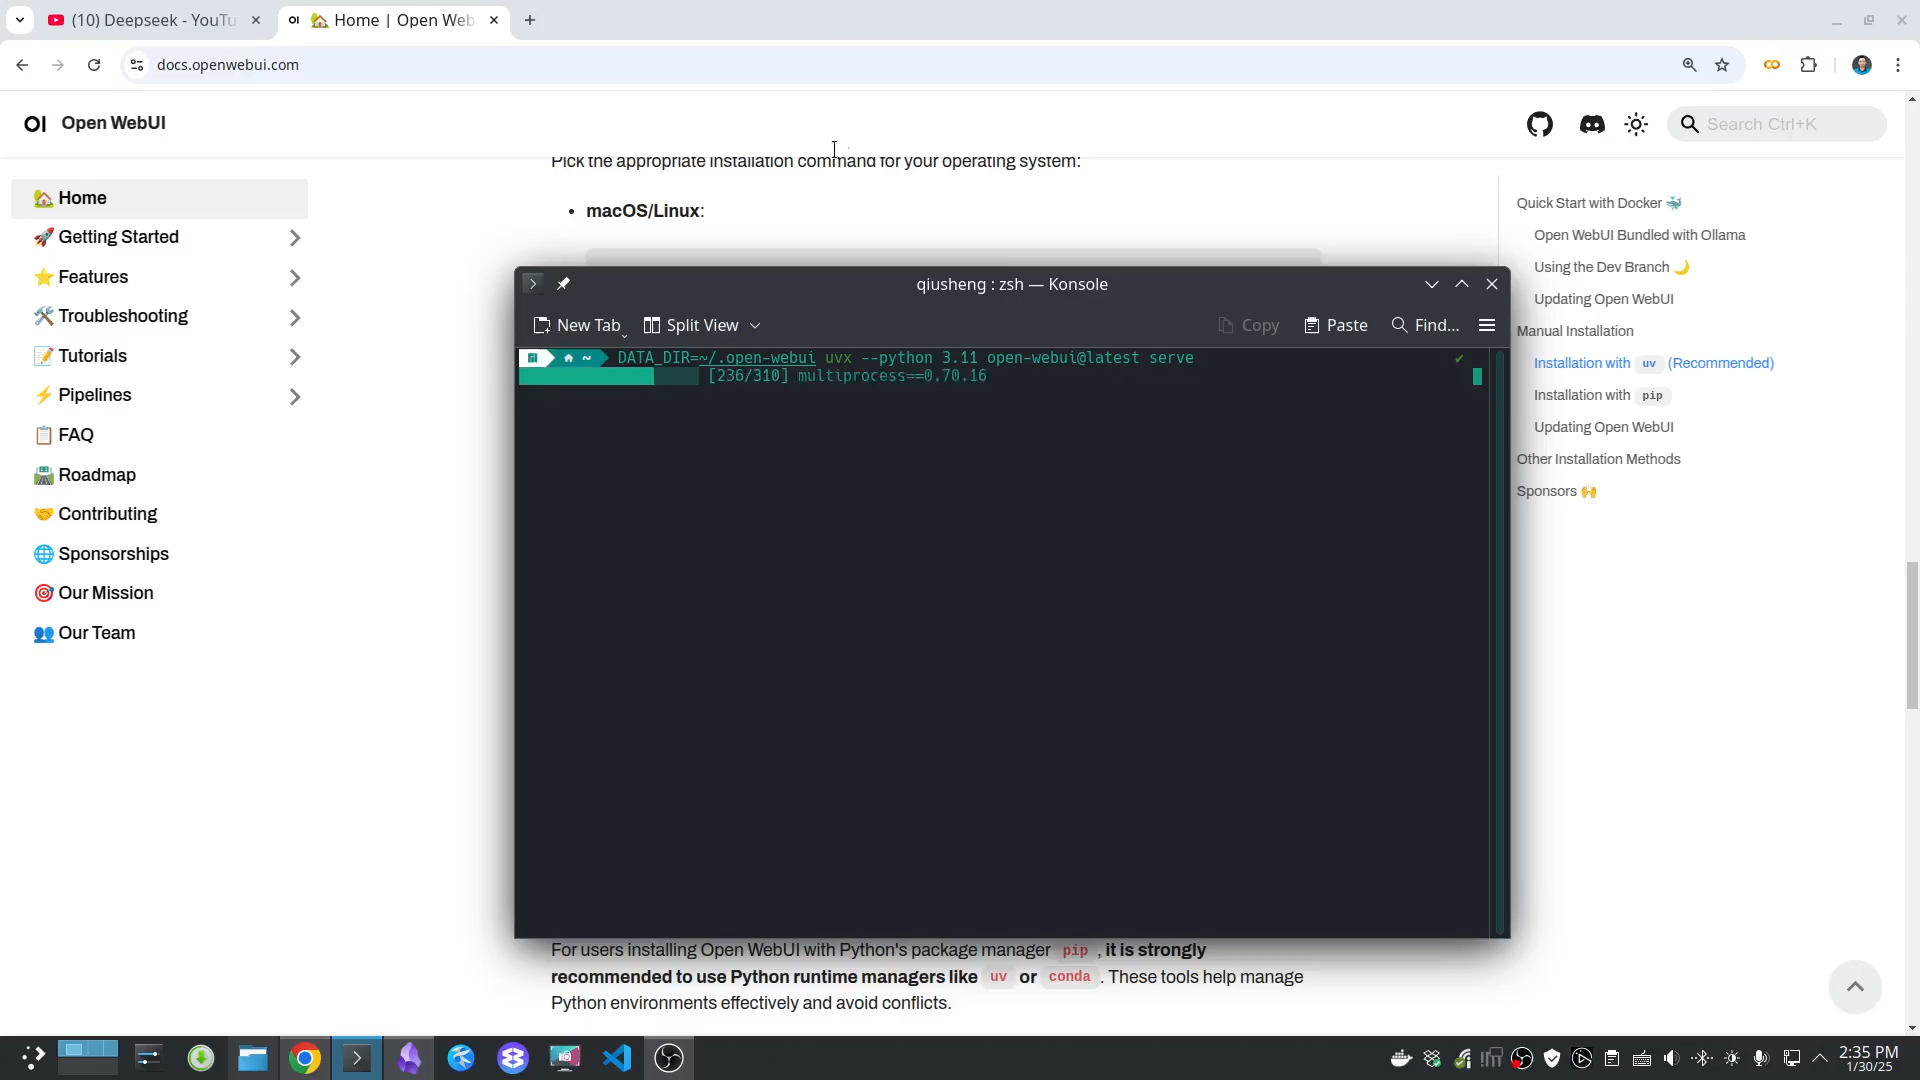 (10) Deepseek - YouTu
OI 🏡 Home | Open Web
docs.openwebui.com
OI Open WebUI
Search Ctrl+K
🏡 Home
🚀 Getting Started
⭐ Features
🛠️ Troubleshooting
📝 Tutorials
⚡ Pipelines
📋 FAQ
🛣️ Roadmap
🤝 Contributing
🌐 Sponsorships
🎯 Our Mission
👥 Our Team
Pick the appropriate installation command for your operating system:
• macOS/Linux:
qiusheng : zsh — Konsole
New Tab Split View Copy Paste Find...
~ DATA_DIR=~/.open-webui uvx --python 3.11 open-webui@latest serve ✔
[236/310] multiprocess==0.70.16
For users installing Open WebUI with Python's package manager pip , it is strongly
recommended to use Python runtime managers like uv or conda . These tools help manage
Python environments effectively and avoid conflicts.
Quick Start with Docker 🐳
Open WebUI Bundled with Ollama
Using the Dev Branch 🌙
Updating Open WebUI
Manual Installation
Installation with uv (Recommended)
Installation with pip
Updating Open WebUI
Other Installation Methods
Sponsors 🙌
2:35 PM
1/30/25